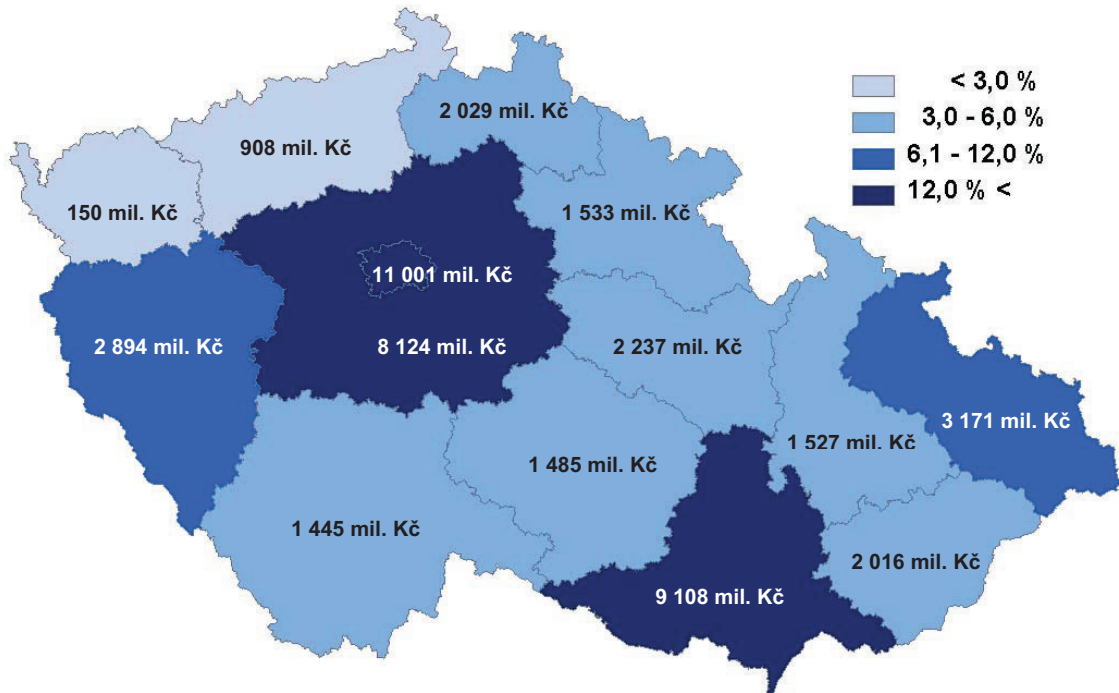 < 3,0 %
2 029 mil. Kč
3,0 - 6,0 %
908 mil. Kč
6,1 - 12,0 %
12,0 % <
150 mil. Kč
1 533 mil. Kč
11 001 mil. Kč
2 894 mil. Kč
8 124 mil. Kč
2 237 mil. Kč
3 171 mil. Kč
1 527 mil. Kč
1 485 mil. Kč
1 445 mil. Kč
2 016 mil. Kč
9 108 mil. Kč